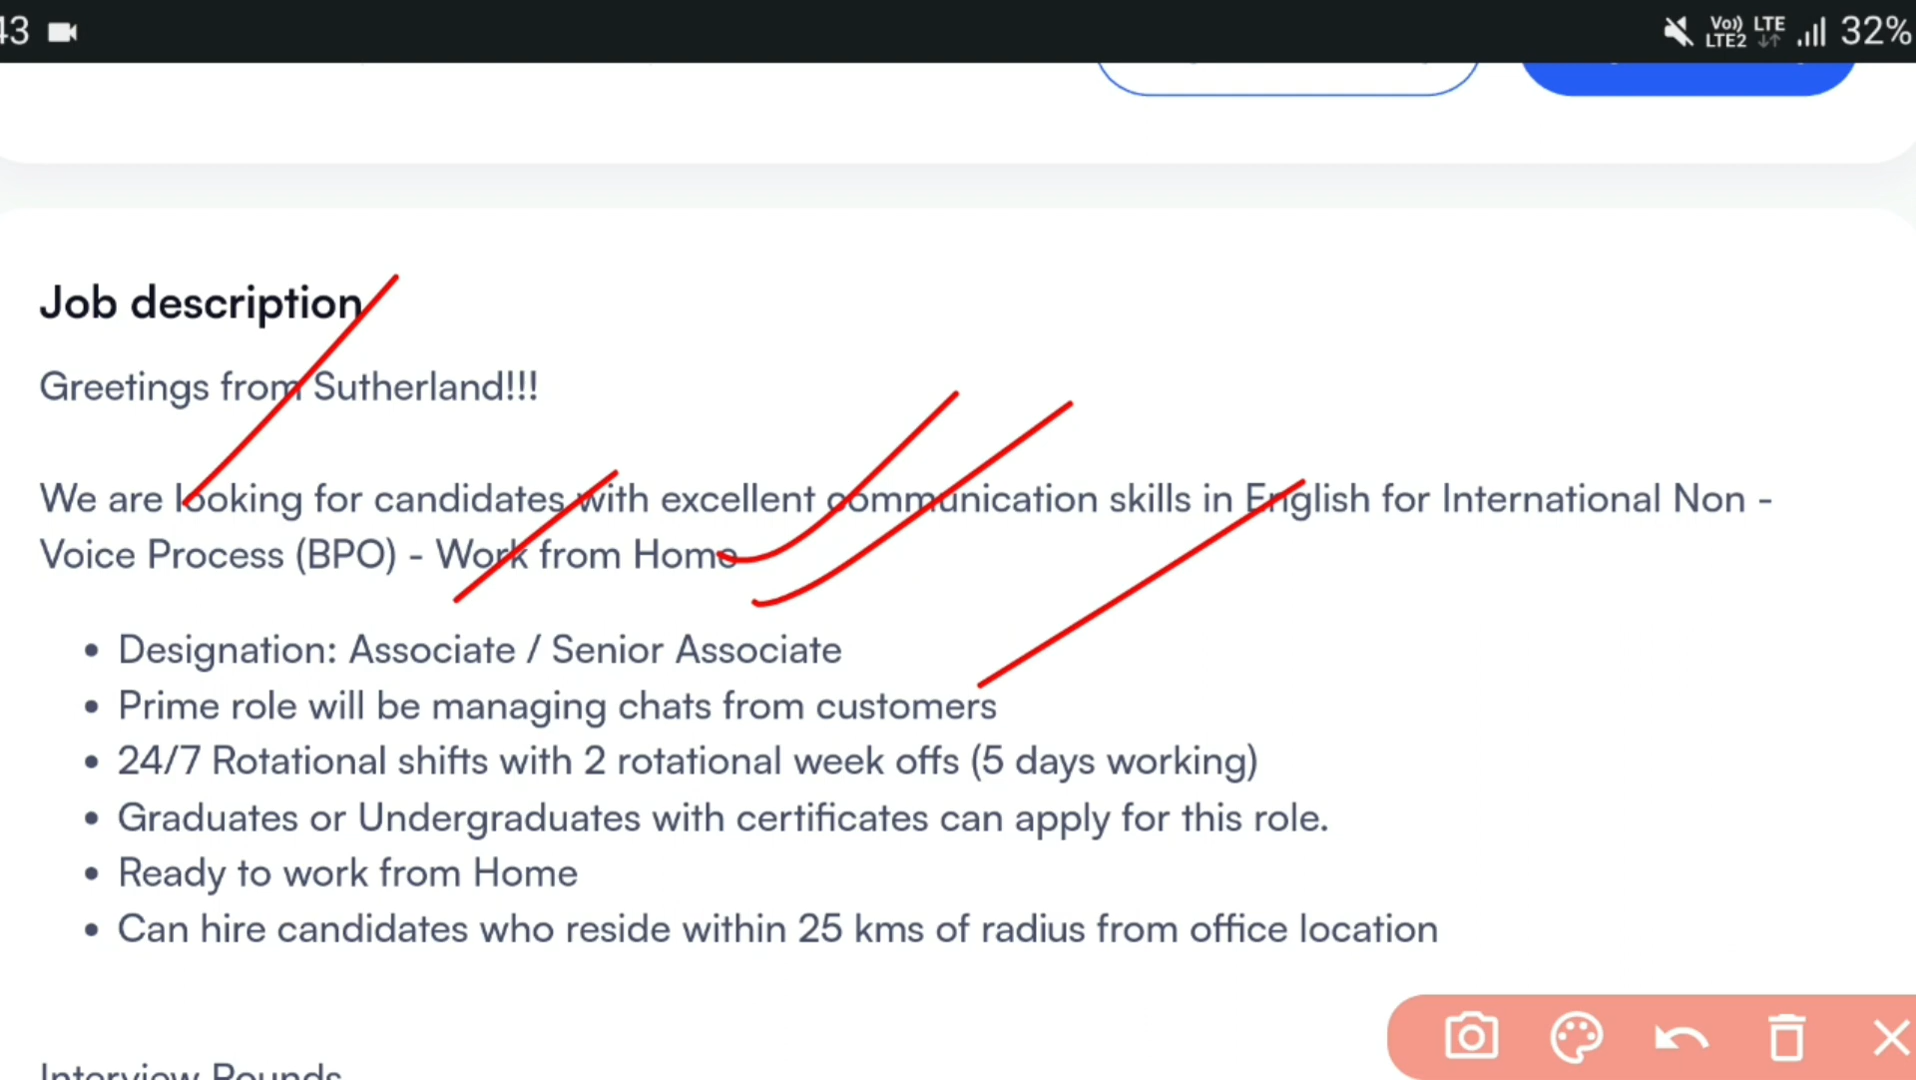 43
Vo)) LTE
LTE2
32%
Job description
Greetings from Sutherland!!!
We are looking for candidates with excellent communication skills in English for International Non -
Voice Process (BPO) - Work from Home
• Designation: Associate / Senior Associate
• Prime role will be managing chats from customers
• 24/7 Rotational shifts with 2 rotational week offs (5 days working)
• Graduates or Undergraduates with certificates can apply for this role.
• Ready to work from Home
• Can hire candidates who reside within 25 kms of radius from office location
Interview Rounds